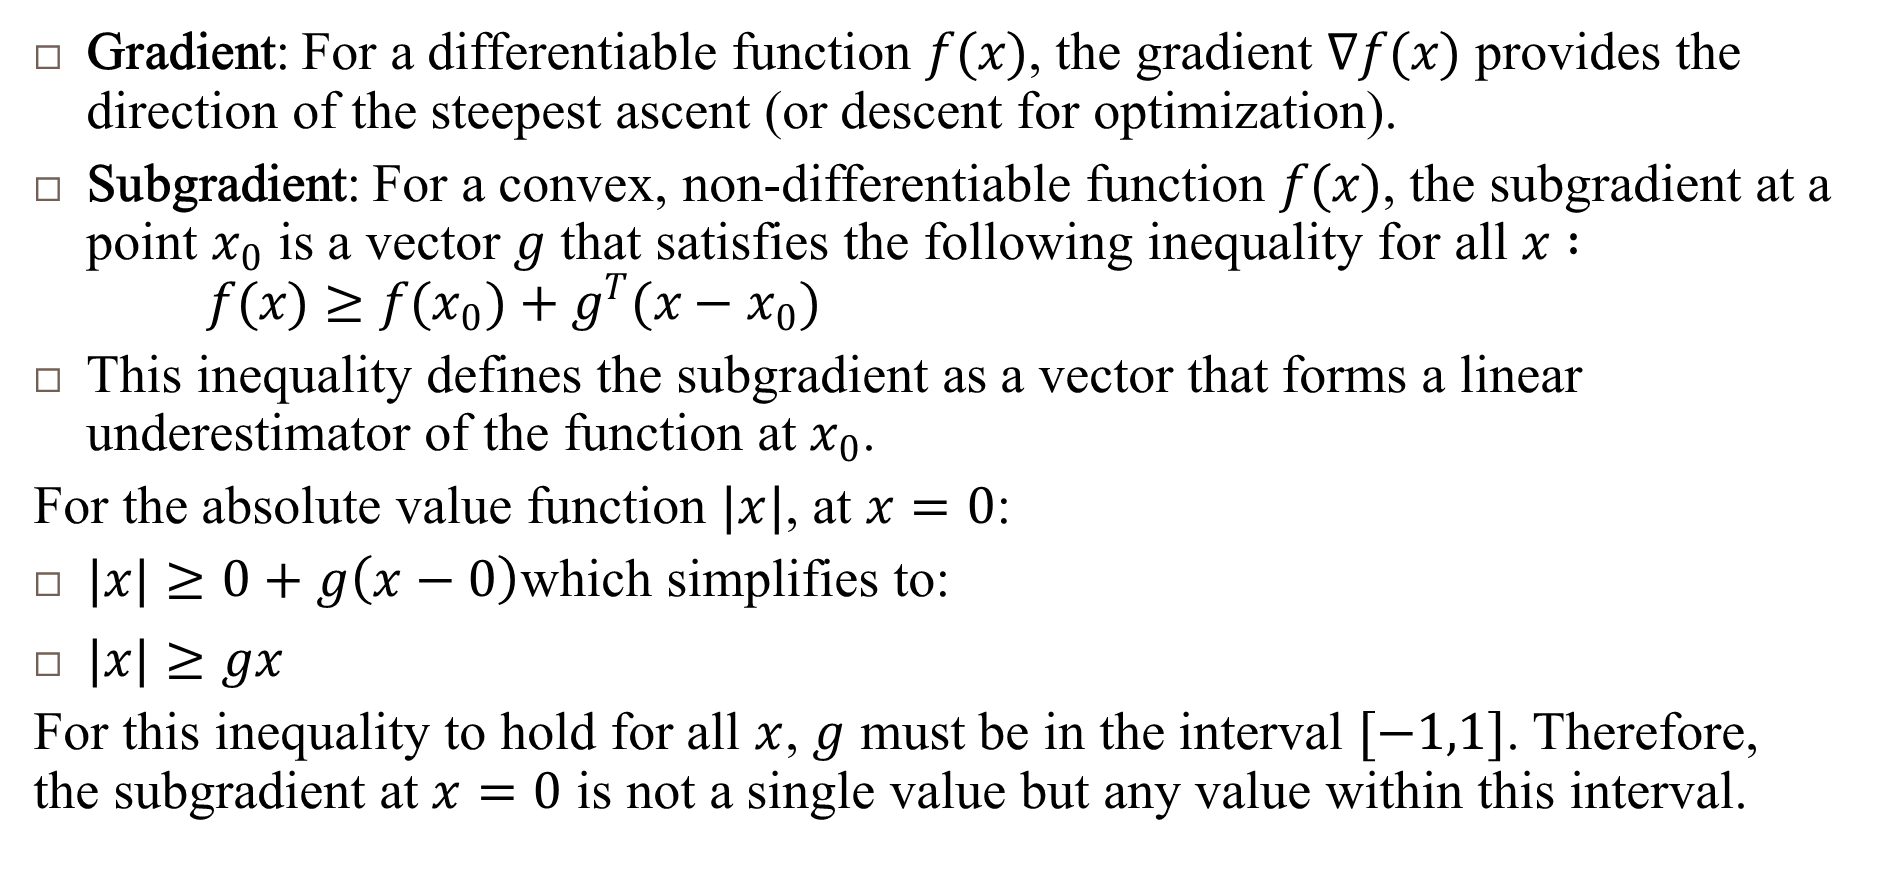 □ Gradient: For a differentiable function f(x), the gradient ∇f(x) provides the
direction of the steepest ascent (or descent for optimization).
□ Subgradient: For a convex, non-differentiable function f(x), the subgradient at a
point x₀ is a vector g that satisfies the following inequality for all x :
f(x) ≥ f(x₀) + gᵀ(x − x₀)
□ This inequality defines the subgradient as a vector that forms a linear
underestimator of the function at x₀.
For the absolute value function |x|, at x = 0:
□ |x| ≥ 0 + g(x − 0)which simplifies to:
□ |x| ≥ gx
For this inequality to hold for all x, g must be in the interval [−1,1]. Therefore,
the subgradient at x = 0 is not a single value but any value within this interval.